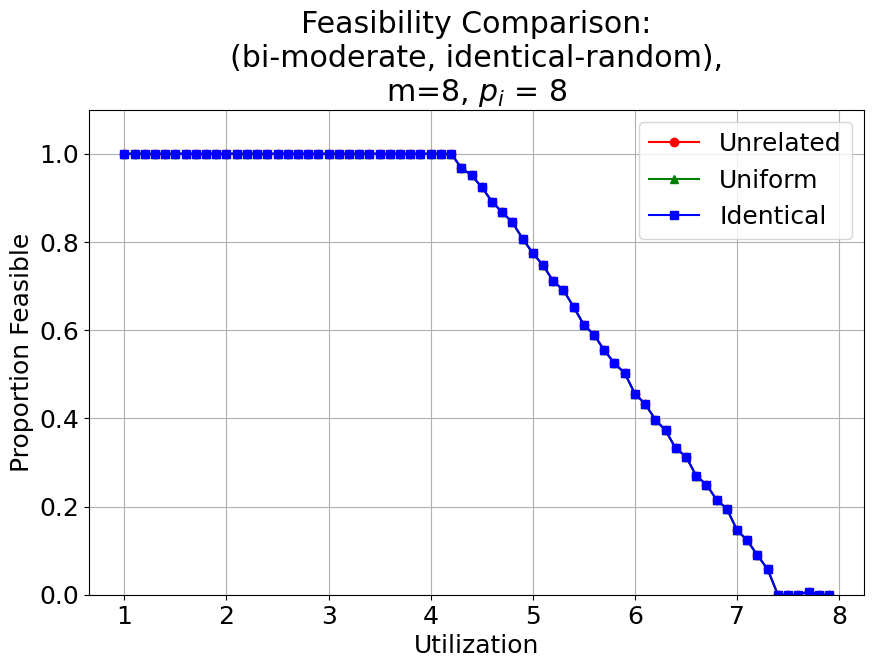 Feasibility Comparison:
(bi-moderate, identical-random),
m=8, $p_i$ = 8
Unrelated
Uniform
Identical
Proportion Feasible
1.0
0.8
0.6
0.4
0.2
0.0
1 2 3 4 5 6 7 8
Utilization